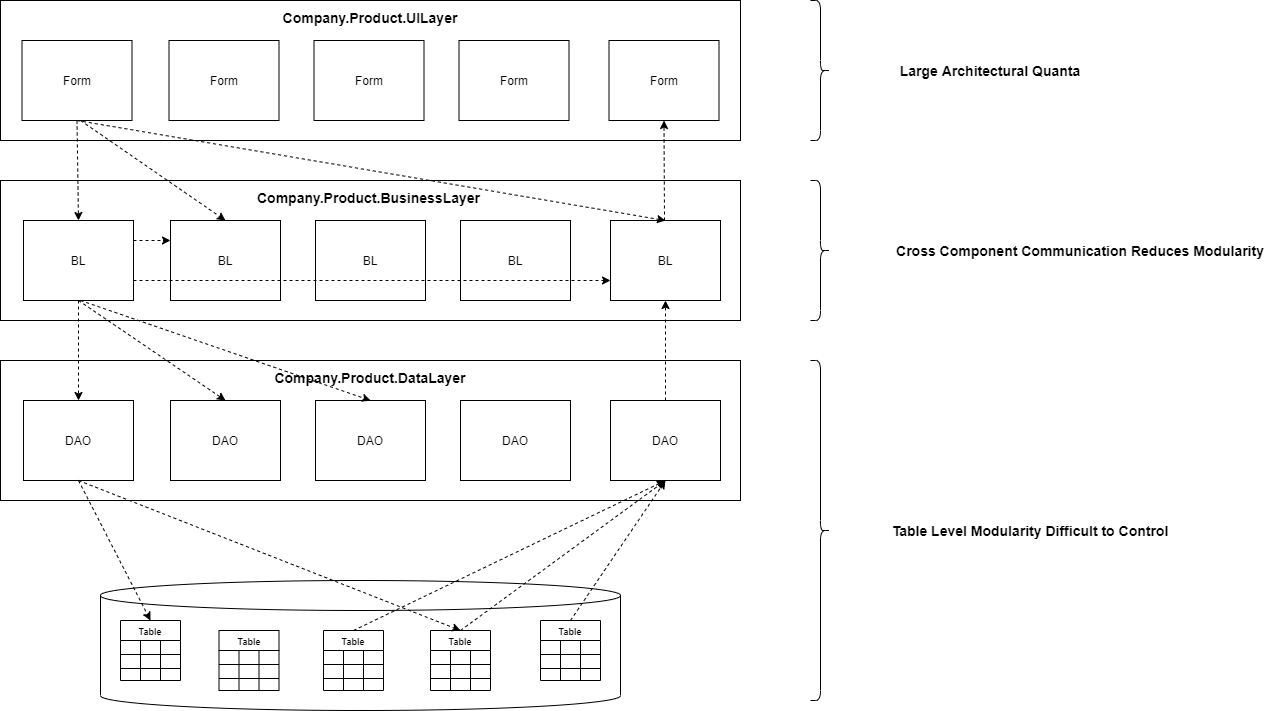 Company.Product.UILayer
Form
Form
Form
Form
Form
Large Architectural Quanta
Company.Product.BusinessLayer
BL
BL
BL
BL
BL
Cross Component Communication Reduces Modularity
Company.Product.DataLayer
DAO
DAO
DAO
DAO
DAO
Table Level Modularity Difficult to Control
Table
Table
Table
Table
Table